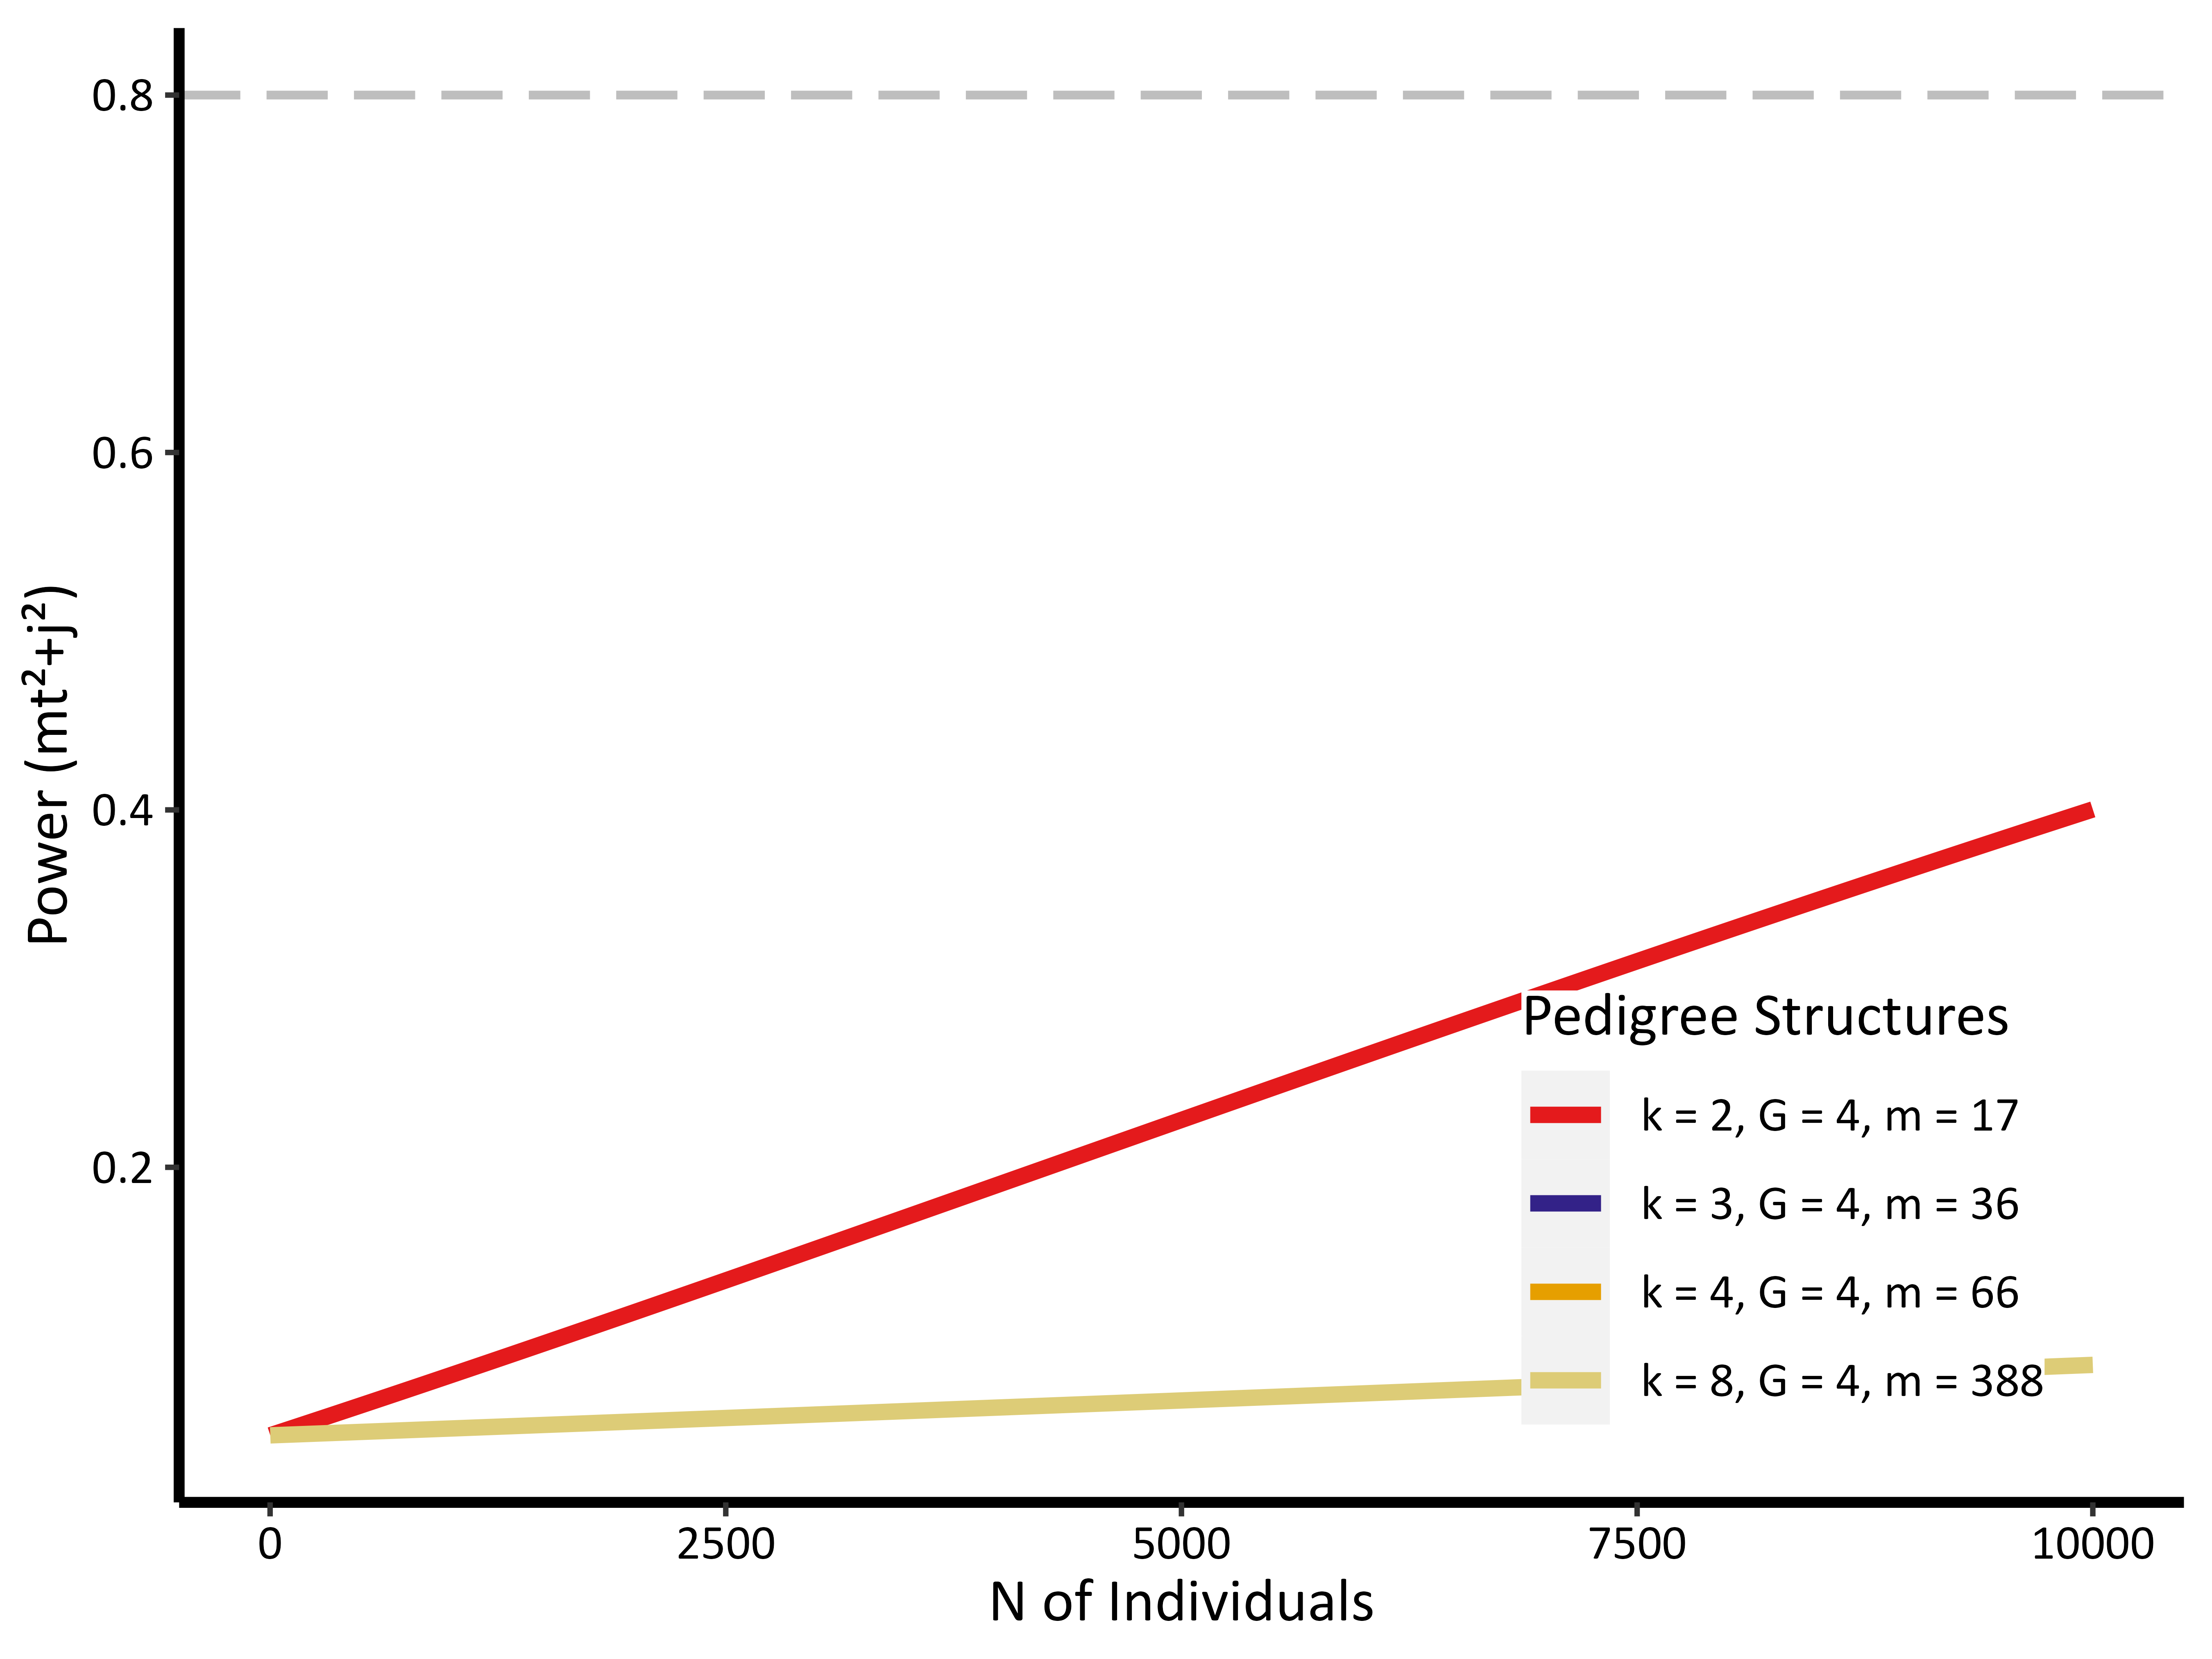 0.8
0.6
0.4
0.2
Power (mt²+j²)
Pedigree Structures
k = 2, G = 4, m = 17
k = 3, G = 4, m = 36
k = 4, G = 4, m = 66
k = 8, G = 4, m = 388
0 2500 5000 7500 10000
N of Individuals